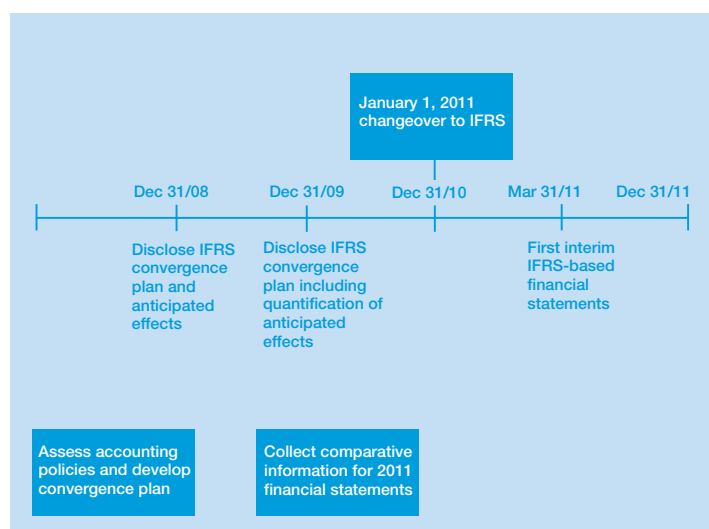 January 1, 2011
changeover to IFRS
Dec 31/08
Dec 31/09
Dec 31/10
Mar 31/11
Dec 31/11
Disclose IFRS
convergence
plan and
anticipated
effects
Disclose IFRS
convergence
plan including
quantification of
anticipated
effects
First interim
IFRS-based
financial
statements
Assess accounting
policies and develop
convergence plan
Collect comparative
information for 2011
financial statements